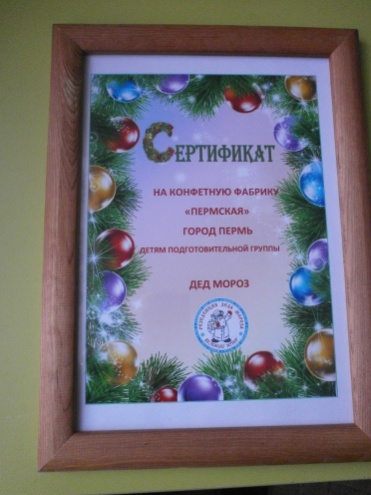 СЕРТИФИКАТ
НА КОНФЕТНУЮ ФАБРИКУ
«ПЕРМСКАЯ»
ГОРОД ПЕРМЬ
ДЕТЯМ ПОДГОТОВИТЕЛЬНОЙ ГРУППЫ
ДЕД МОРОЗ